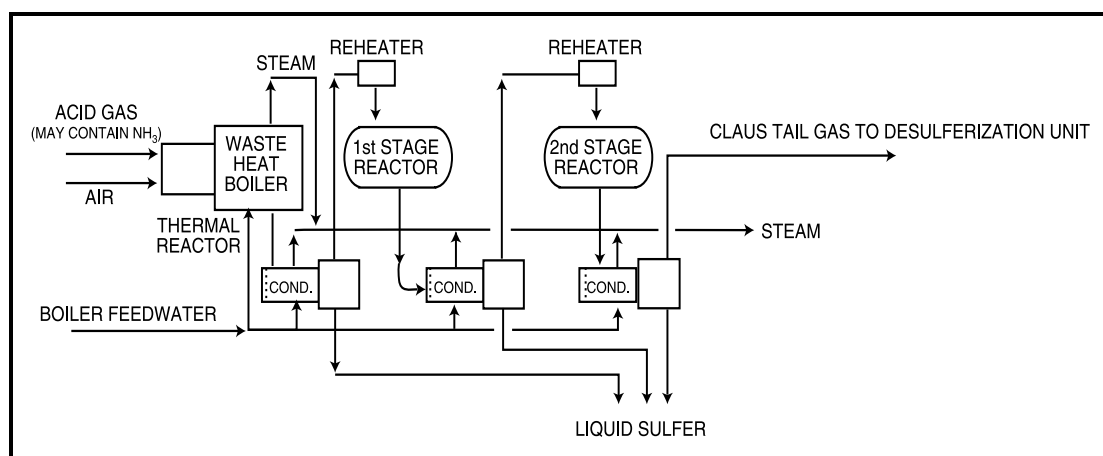 REHEATER
REHEATER
STEAM
ACID GAS
(MAY CONTAIN NH₃)
WASTE
HEAT
BOILER
1st STAGE
REACTOR
2nd STAGE
REACTOR
CLAUS TAIL GAS TO DESULFERIZATION UNIT
AIR
THERMAL
REACTOR
STEAM
COND.
COND.
COND.
BOILER FEEDWATER
LIQUID SULFER